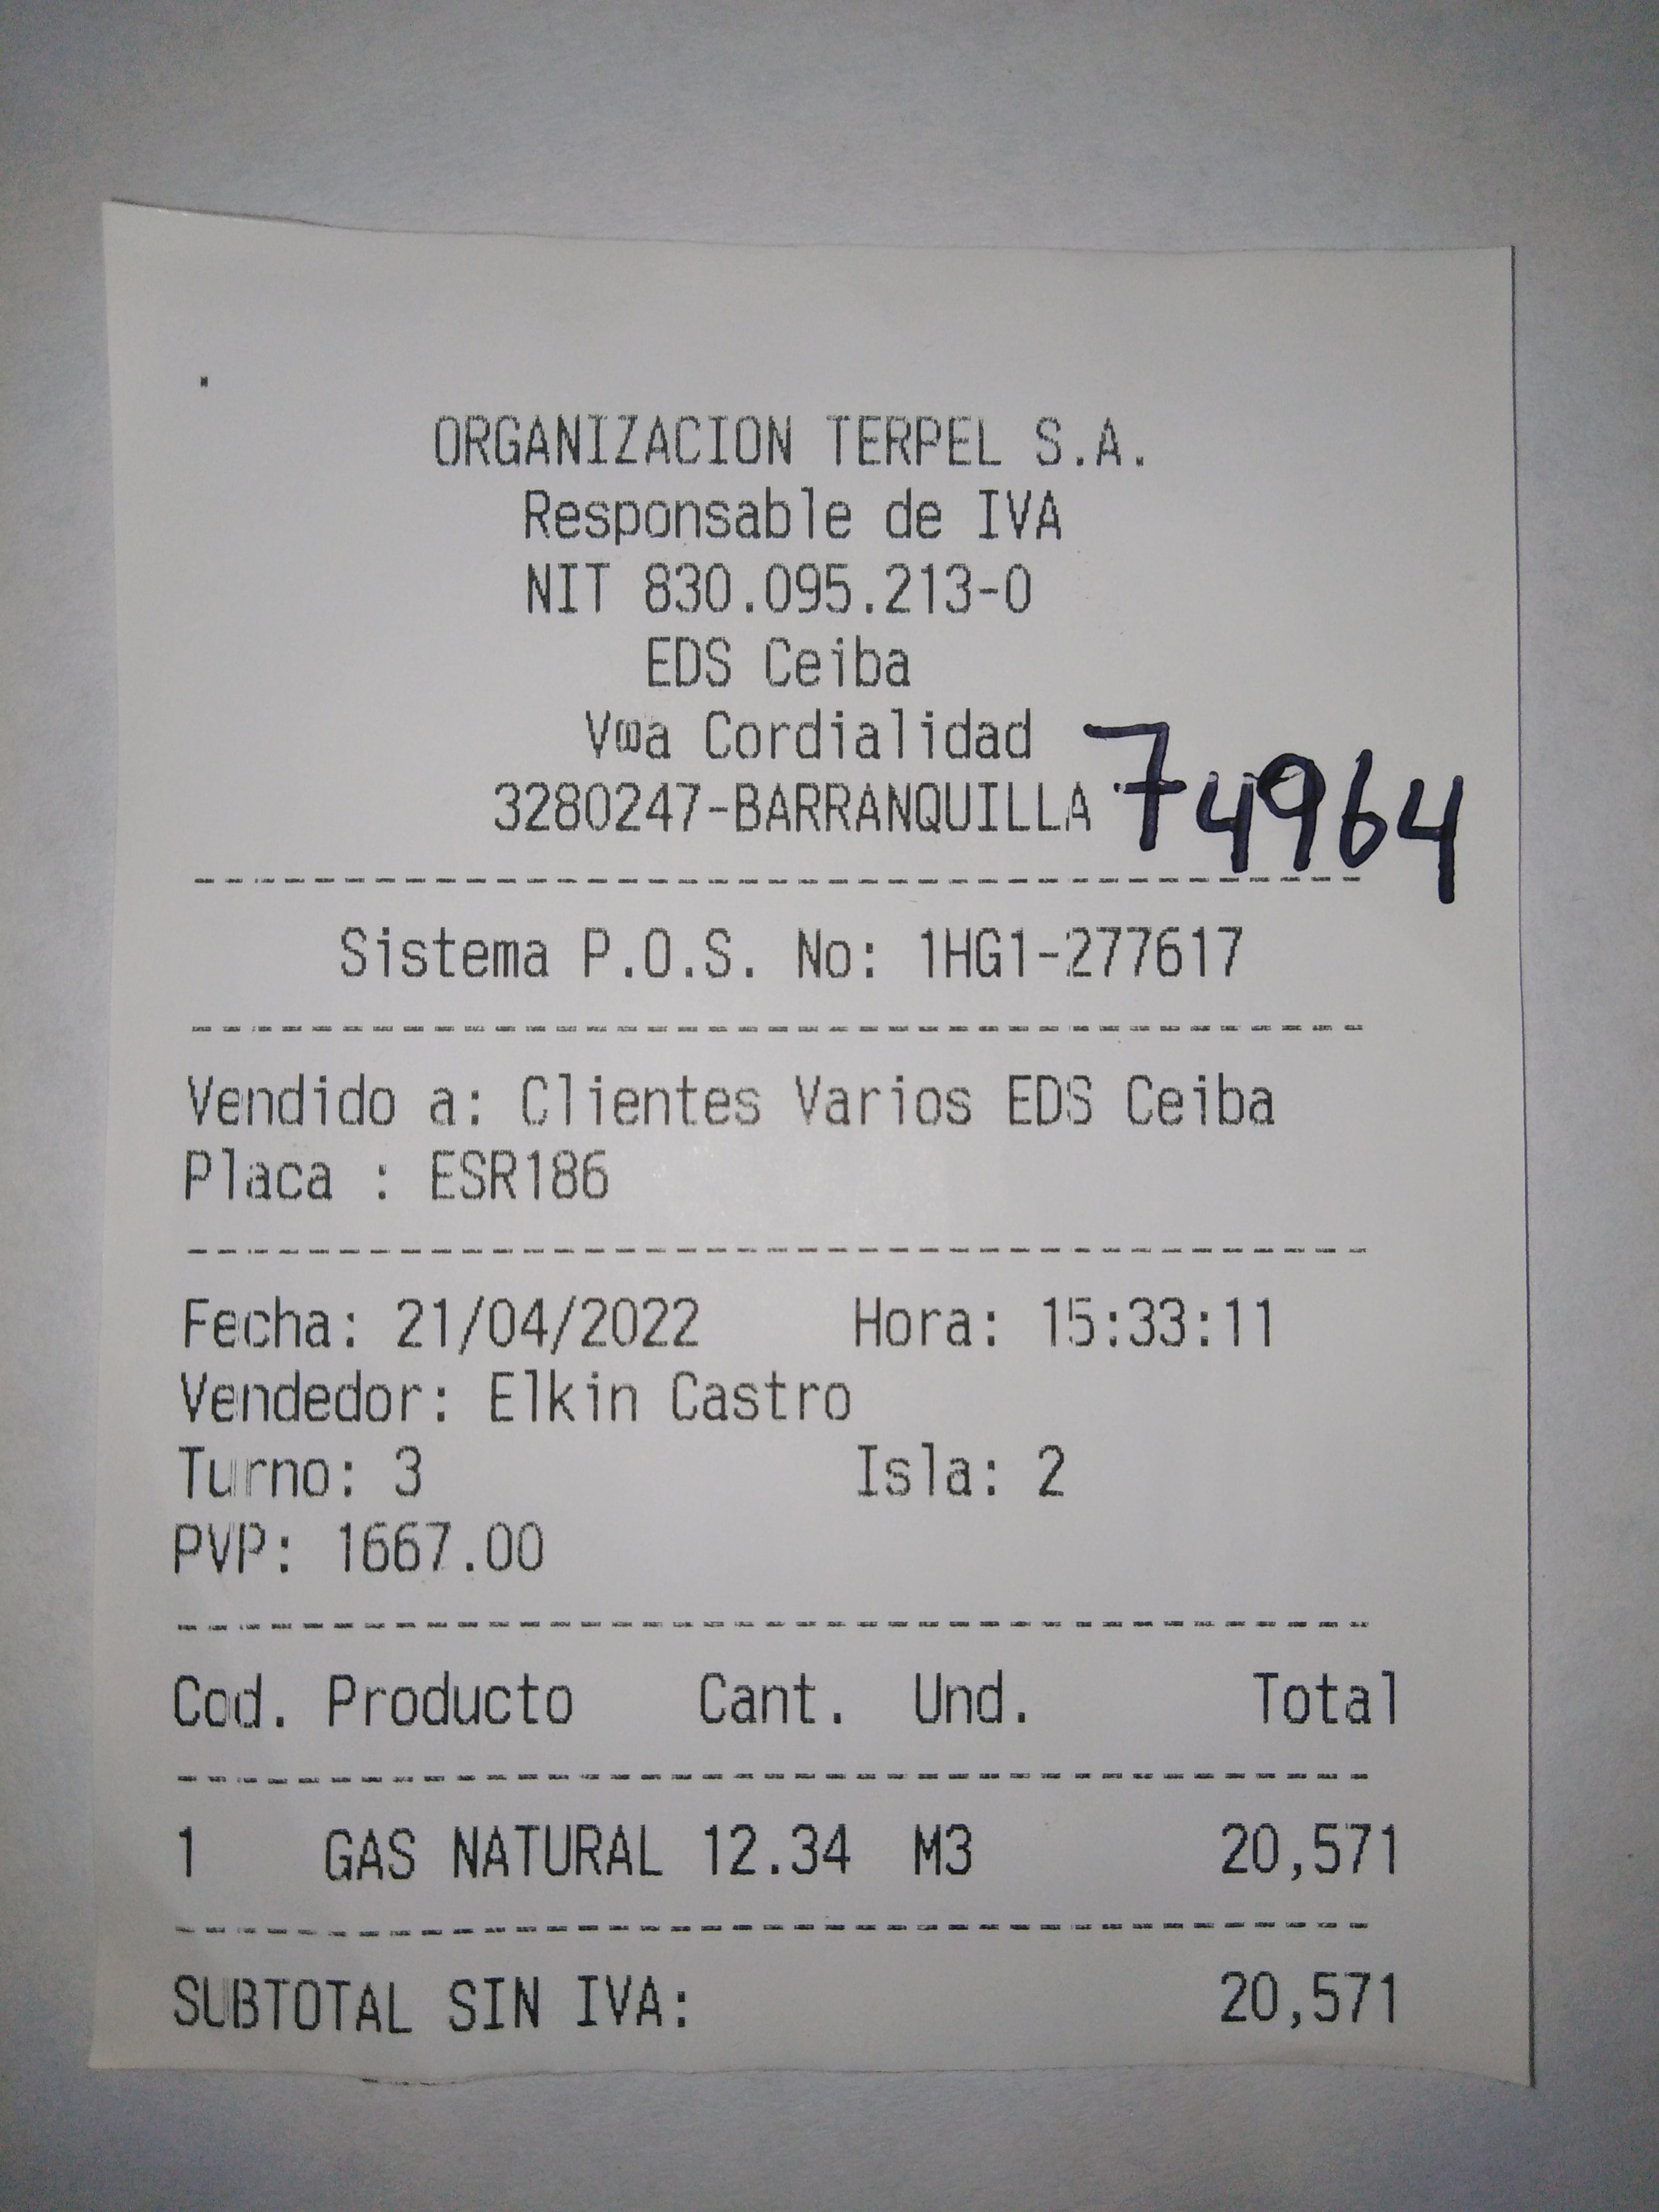 ORGANIZACION TERPEL S.A.
Responsable de IVA
NIT 830.095.213-0
EDS Ceiba
Vωa Cordialidad
3280247-BARRANQUILLA 74964
Sistema P.O.S. No: 1HG1-277617
Vendido a: Clientes Varios EDS Ceiba
Placa : ESR186
Fecha: 21/04/2022 Hora: 15:33:11
Vendedor: Elkin Castro
Turno: 3 Isla: 2
PVP: 1667.00
Cod. Producto Cant. Und. Total
1 GAS NATURAL 12.34 M3 20,571
SUBTOTAL SIN IVA: 20,571